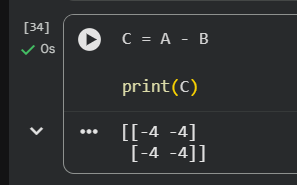 [34]
0s
C = A - B
print(C)
[[-4 -4]
[-4 -4]]